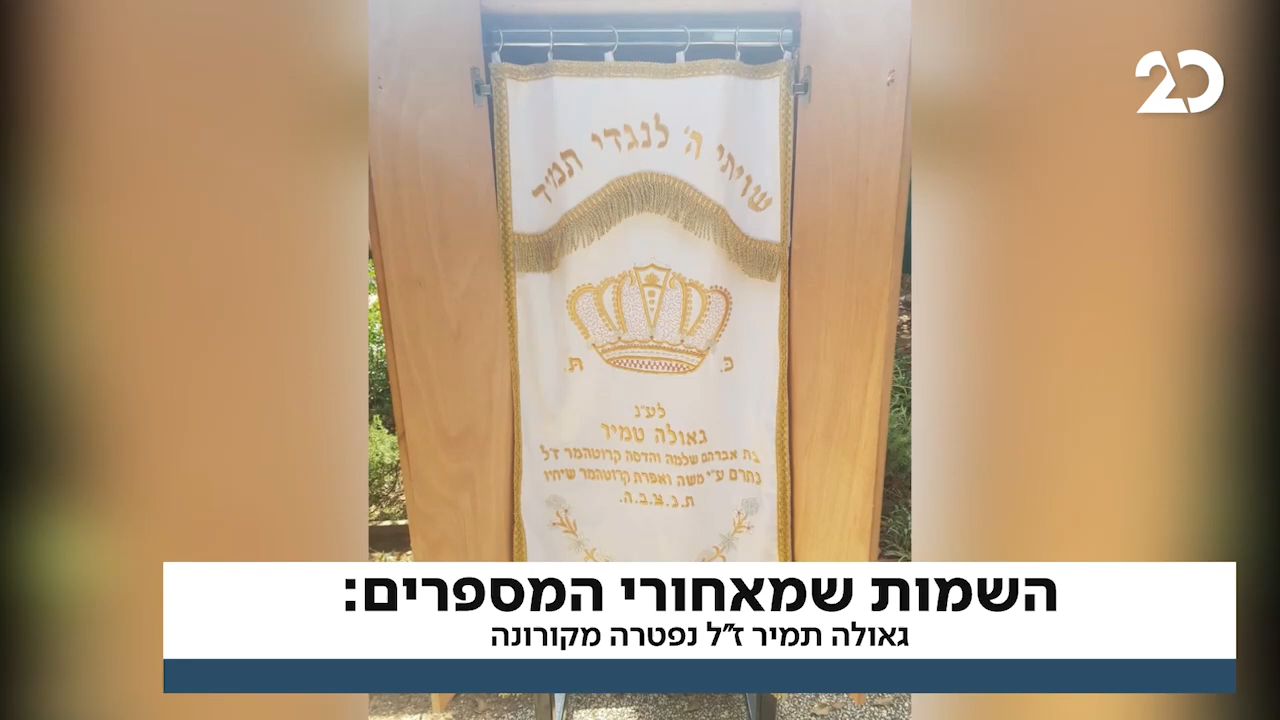 20
שויתי ה' לנגדי תמיד
כ. ת.
לע"נ
גאולה טמיר
בת אברהם שלמה והדסה קרוטהמר ז"ל
נתרם ע"י משה ואפרת קרוטהמר שיחיו
ת.נ.צ.ב.ה.
השמות שמאחורי המספרים:
גאולה תמיר ז"ל נפטרה מקורונה